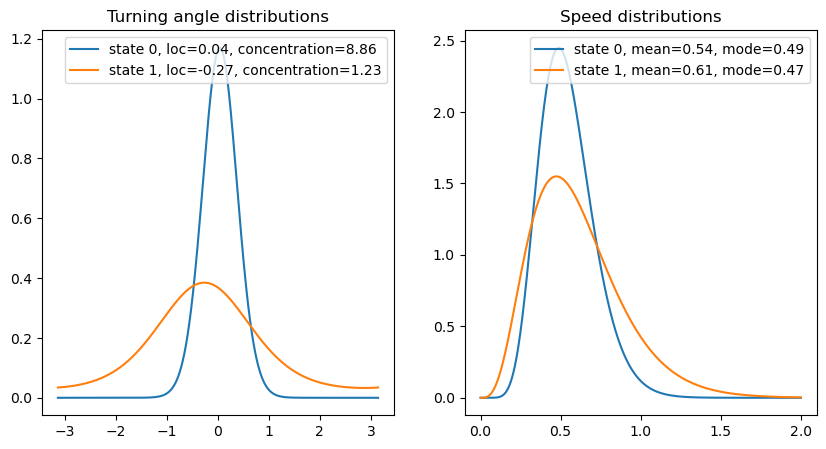 Turning angle distributions
state 0, loc=0.04, concentration=8.86
state 1, loc=-0.27, concentration=1.23
1.2
1.0
0.8
0.6
0.4
0.2
0.0
−3 −2 −1 0 1 2 3
Speed distributions
state 0, mean=0.54, mode=0.49
state 1, mean=0.61, mode=0.47
2.5
2.0
1.5
1.0
0.5
0.0
0.0 0.5 1.0 1.5 2.0